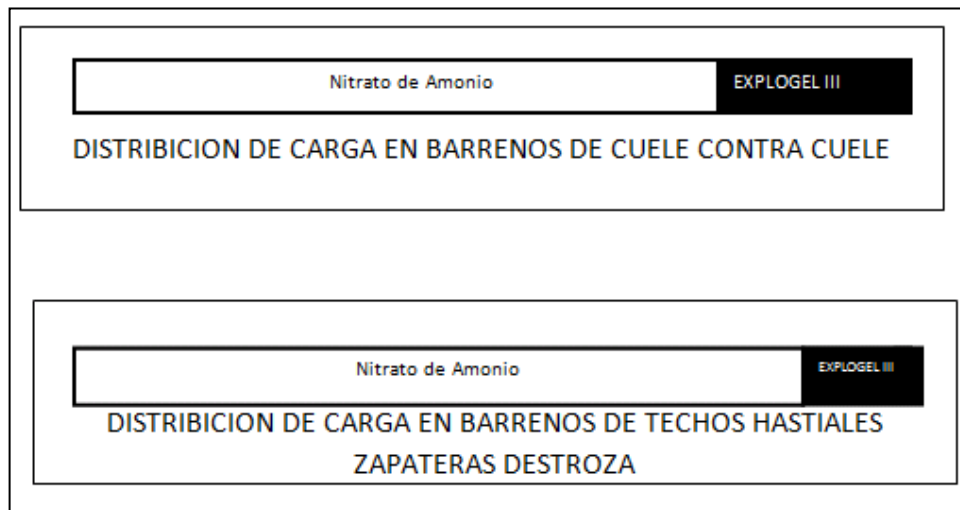 Nitrato de Amonio EXPLOGEL III
DISTRIBICION DE CARGA EN BARRENOS DE CUELE CONTRA CUELE
Nitrato de Amonio EXPLOGEL III
DISTRIBICION DE CARGA EN BARRENOS DE TECHOS HASTIALES
ZAPATERAS DESTROZA